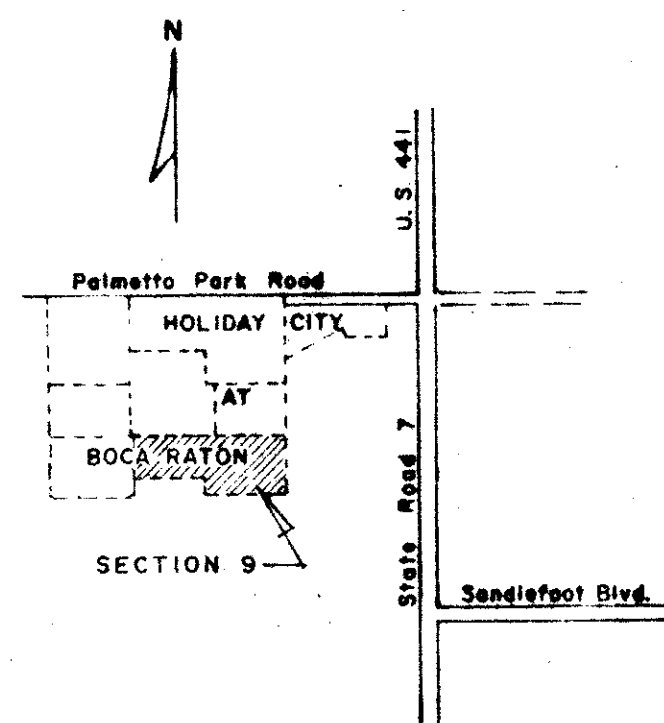 N
U.S. 441
Palmetto Park Road
HOLIDAY CITY
AT
BOCA RATON
SECTION 9
State Road 7
Sandlefoot Blvd.